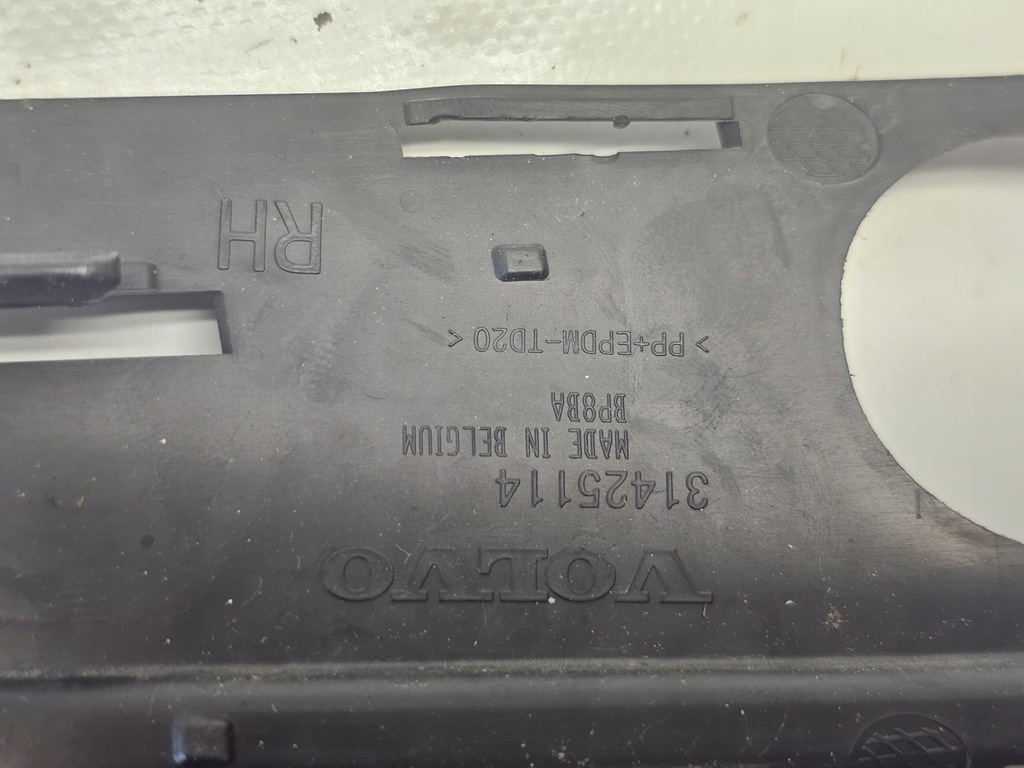 VOLVO
31425114
MADE IN BELGIUM
BP8BA
> PP+EPDM-TD20 <
RH